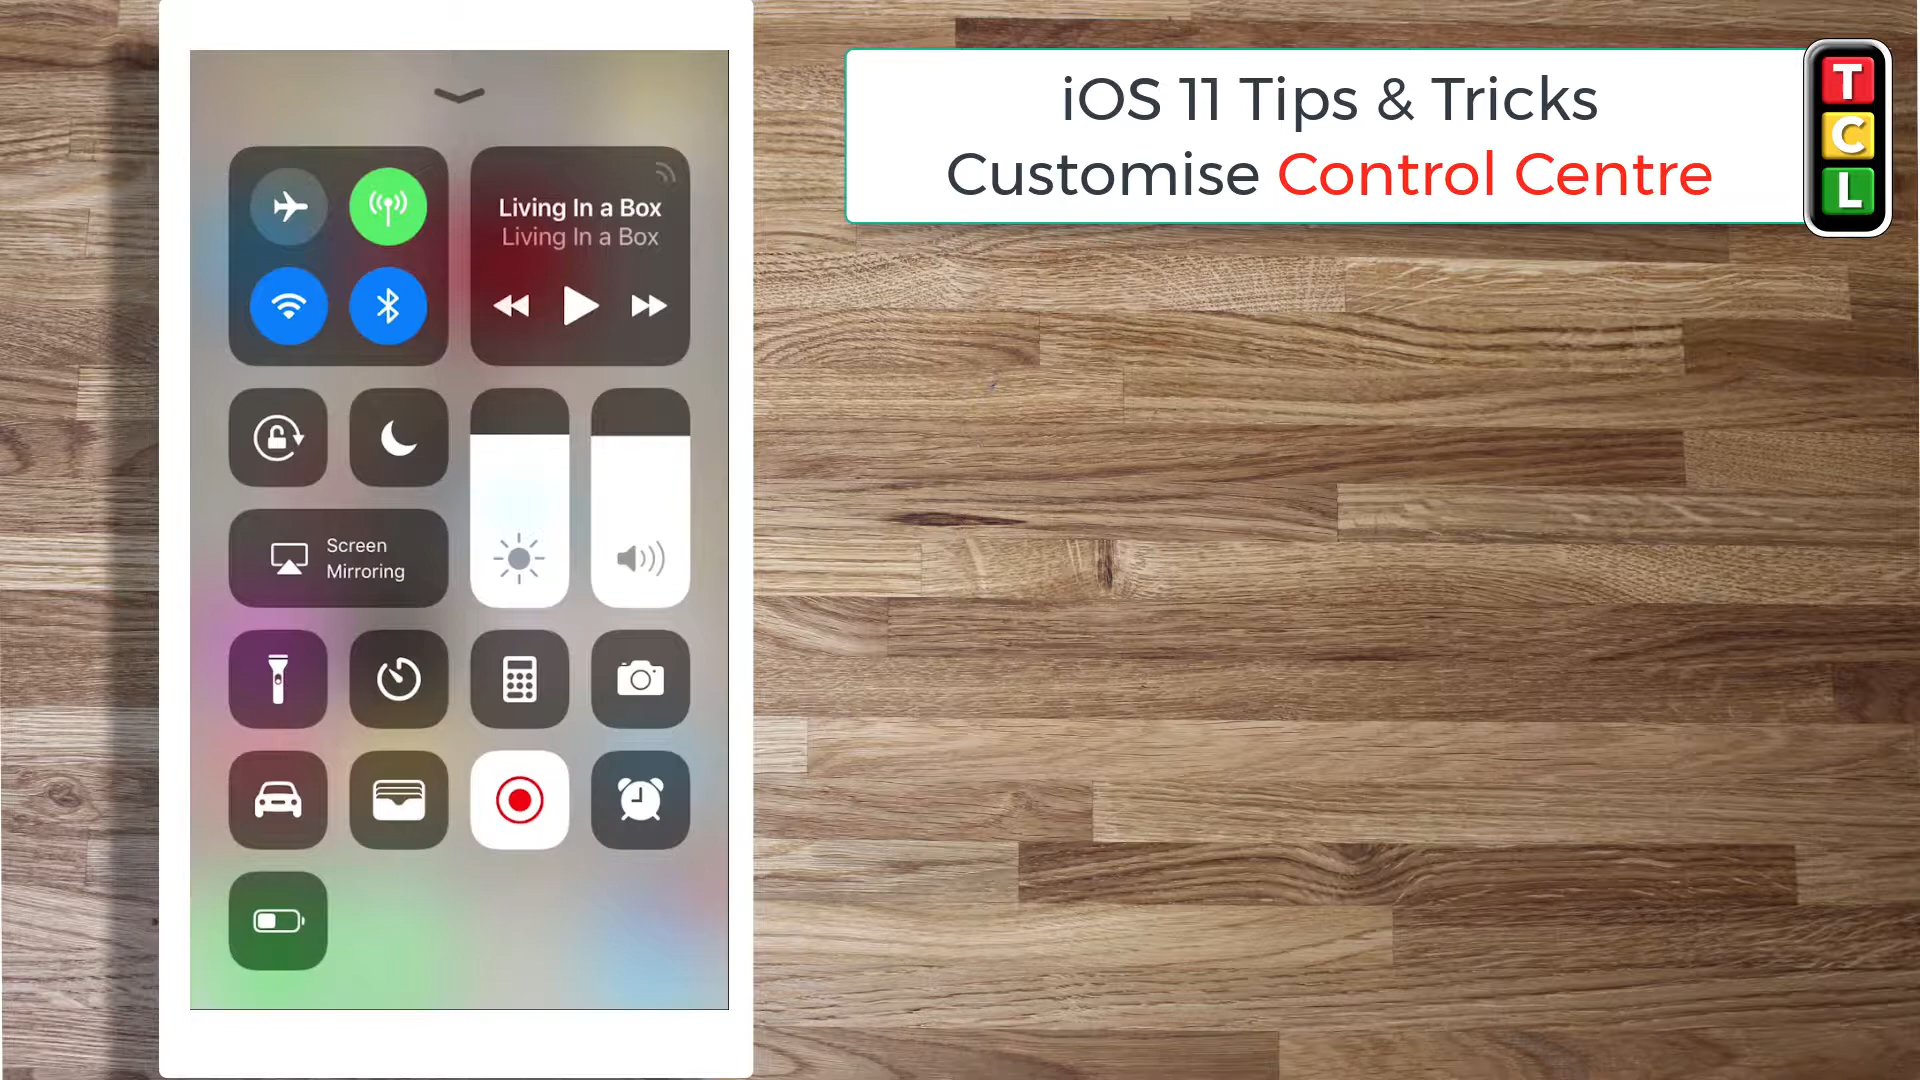 iOS 11 Tips & Tricks
Customise Control Centre
T
C
L
Living In a Box
Living In a Box
Screen
Mirroring